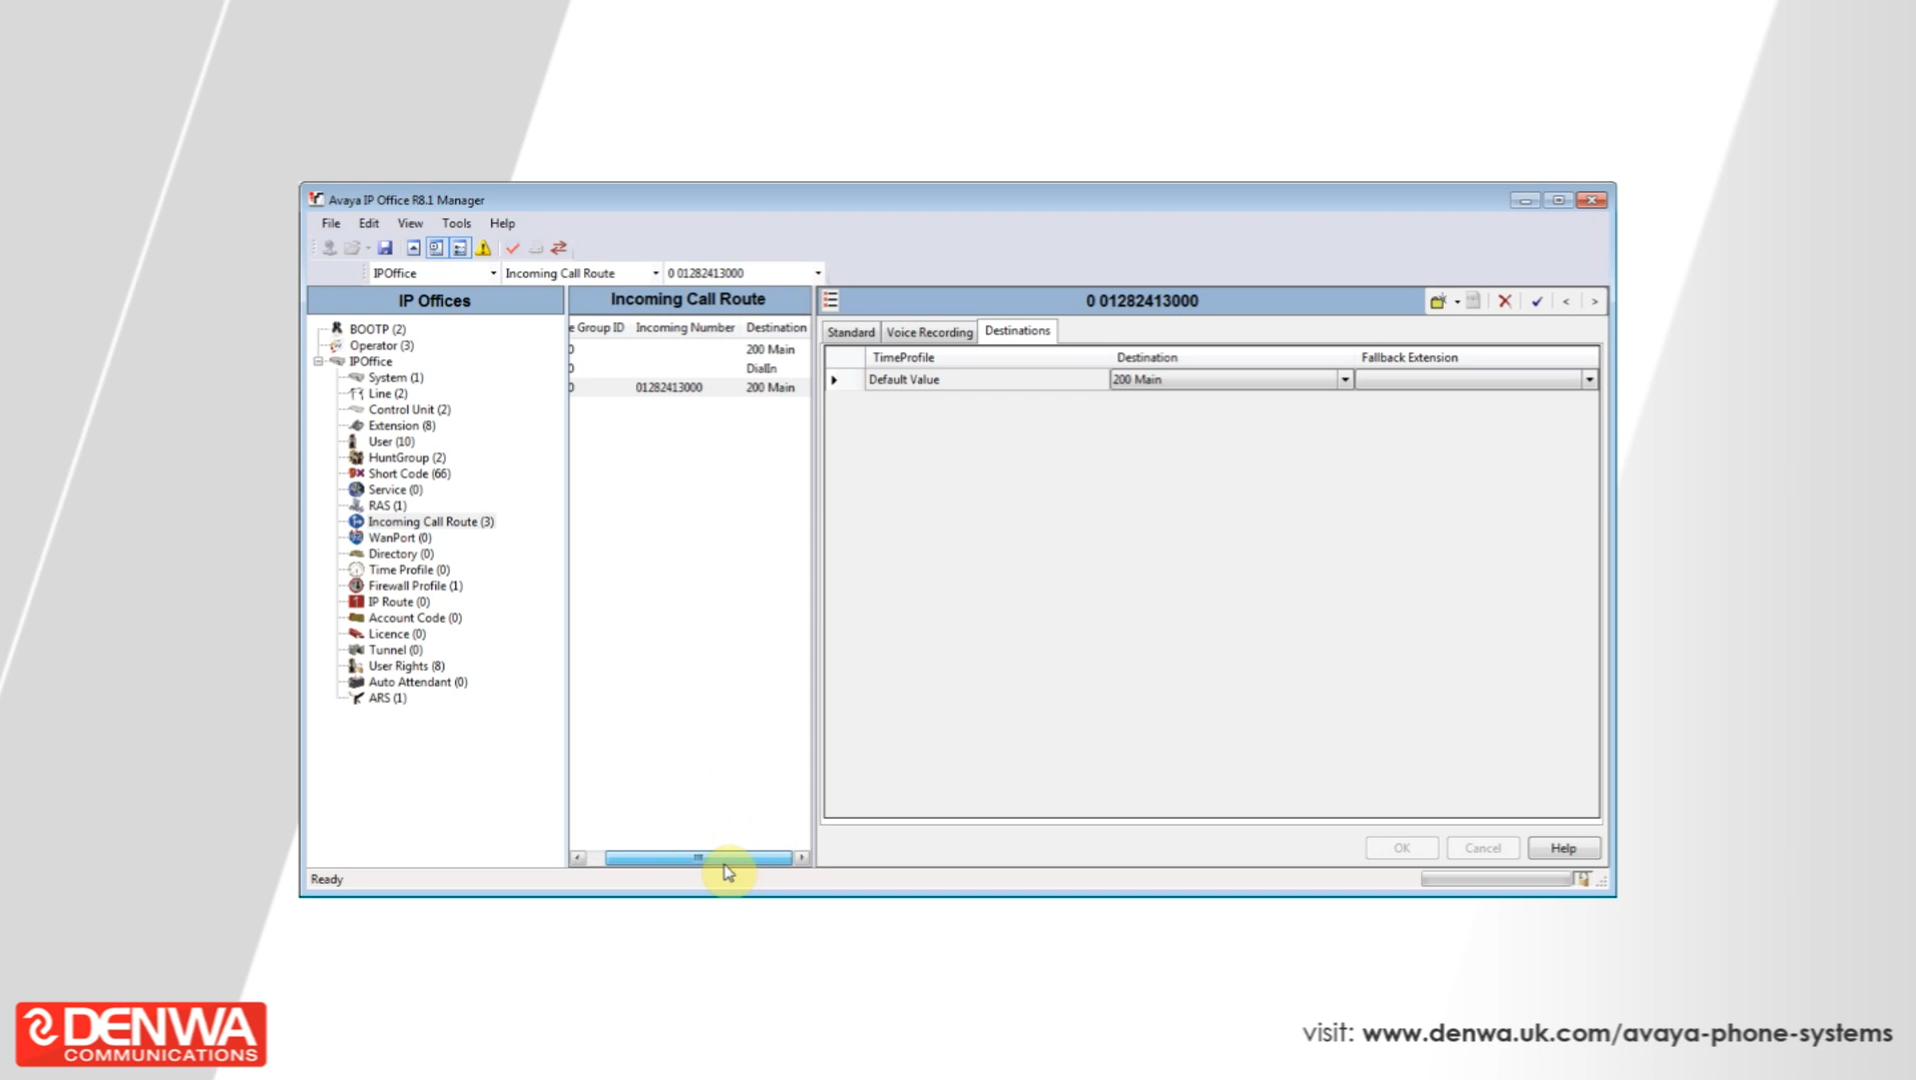 Avaya IP Office R8.1 Manager
File Edit View Tools Help
IPOffice Incoming Call Route 0 01282413000
IP Offices
BOOTP (2)
Operator (3)
IPOffice
System (1)
Line (2)
Control Unit (2)
Extension (8)
User (10)
HuntGroup (2)
Short Code (66)
Service (0)
RAS (1)
Incoming Call Route (3)
WanPort (0)
Directory (0)
Time Profile (0)
Firewall Profile (1)
IP Route (0)
Account Code (0)
Licence (0)
Tunnel (0)
User Rights (8)
Auto Attendant (0)
ARS (1)
Incoming Call Route
e Group ID Incoming Number Destination
0 200 Main
0 DialIn
0 01282413000 200 Main
0 01282413000
Standard Voice Recording Destinations
TimeProfile Destination Fallback Extension
Default Value 200 Main
OK Cancel Help
Ready
DENWA
COMMUNICATIONS
visit: www.denwa.uk.com/avaya-phone-systems